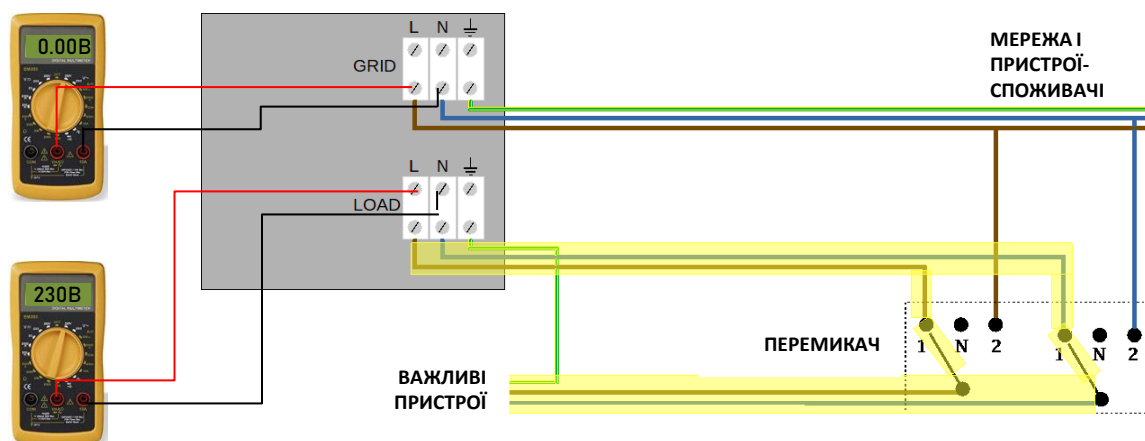 0.00В
L N
GRID
МЕРЕЖА І
ПРИСТРОЇ-
СПОЖИВАЧІ
L N
LOAD
230В
ПЕРЕМИКАЧ
1 N 2
1 N 2
ВАЖЛИВІ
ПРИСТРОЇ